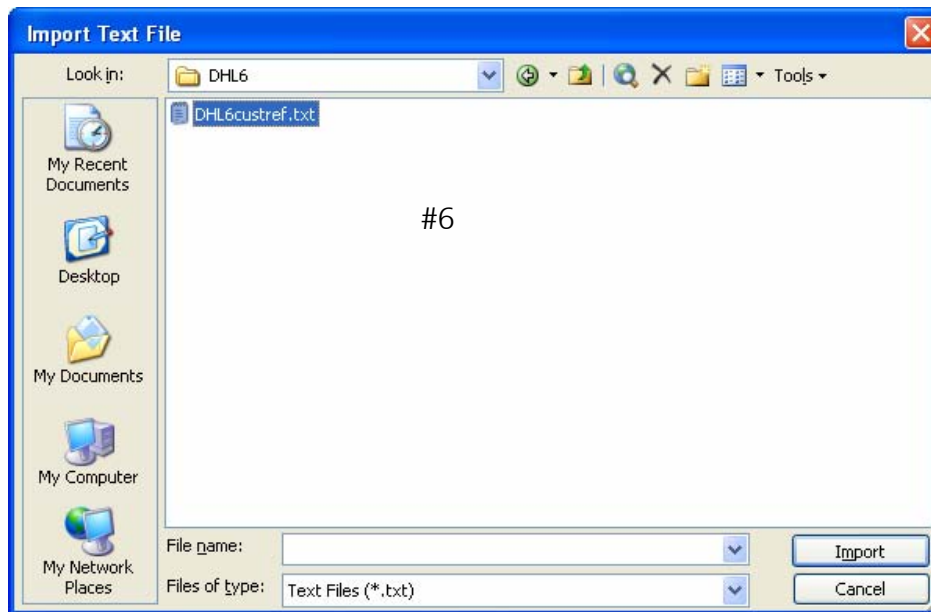 Import Text File
Look in:
DHL6
Tools
DHL6custref.txt
My Recent
Documents
#6
Desktop
My Documents
My Computer
My Network
Places
File name:
Import
Files of type:
Text Files (*.txt)
Cancel